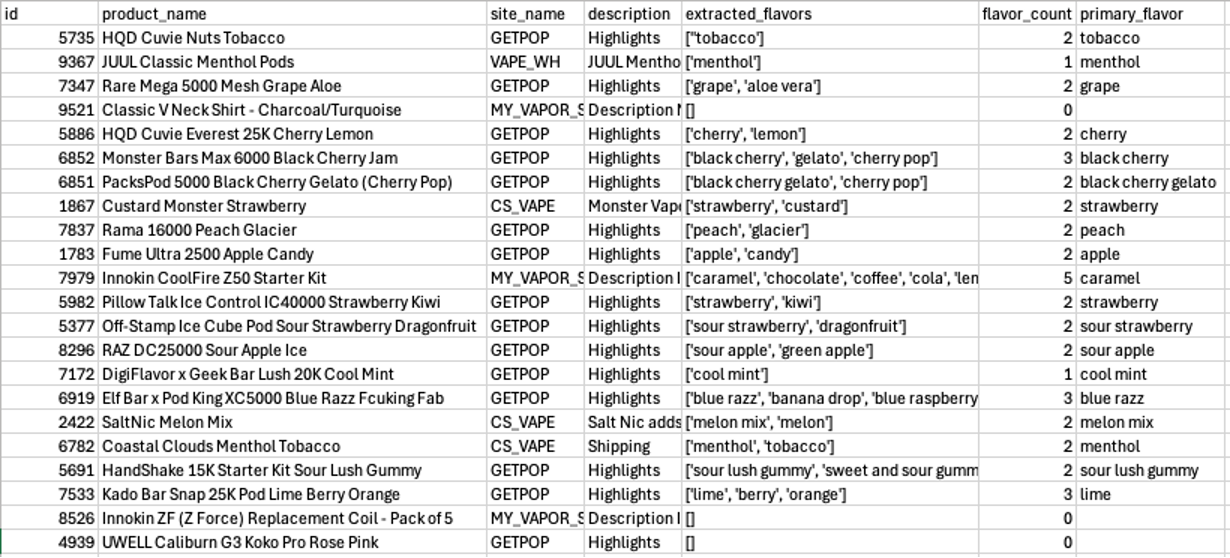 id product_name site_name description extracted_flavors flavor_count primary_flavor
5735 HQD Cuvie Nuts Tobacco GETPOP Highlights ["tobacco'] 2 tobacco
9367 JUUL Classic Menthol Pods VAPE_WH JUUL Mentho ['menthol'] 1 menthol
7347 Rare Mega 5000 Mesh Grape Aloe GETPOP Highlights ['grape', 'aloe vera'] 2 grape
9521 Classic V Neck Shirt - Charcoal/Turquoise MY_VAPOR_S Description [] 0
5886 HQD Cuvie Everest 25K Cherry Lemon GETPOP Highlights ['cherry', 'lemon'] 2 cherry
6852 Monster Bars Max 6000 Black Cherry Jam GETPOP Highlights ['black cherry', 'gelato', 'cherry pop'] 3 black cherry
6851 PacksPod 5000 Black Cherry Gelato (Cherry Pop) GETPOP Highlights ['black cherry gelato', 'cherry pop'] 2 black cherry gelato
1867 Custard Monster Strawberry CS_VAPE Monster Vap ['strawberry', 'custard'] 2 strawberry
7837 Rama 16000 Peach Glacier GETPOP Highlights ['peach', 'glacier'] 2 peach
1783 Fume Ultra 2500 Apple Candy GETPOP Highlights ['apple', 'candy'] 2 apple
7979 Innokin CoolFire Z50 Starter Kit MY_VAPOR_S Description ['caramel', 'chocolate', 'coffee', 'cola', 'len 5 caramel
5982 Pillow Talk Ice Control IC40000 Strawberry Kiwi GETPOP Highlights ['strawberry', 'kiwi'] 2 strawberry
5377 Off-Stamp Ice Cube Pod Sour Strawberry Dragonfruit GETPOP Highlights ['sour strawberry', 'dragonfruit'] 2 sour strawberry
8296 RAZ DC25000 Sour Apple Ice GETPOP Highlights ['sour apple', 'green apple'] 2 sour apple
7172 DigiFlavor x Geek Bar Lush 20K Cool Mint GETPOP Highlights ['cool mint'] 1 cool mint
6919 Elf Bar x Pod King XC5000 Blue Razz Fcuking Fab GETPOP Highlights ['blue razz', 'banana drop', 'blue raspberry 3 blue razz
2422 SaltNic Melon Mix CS_VAPE Salt Nic adds ['melon mix', 'melon'] 2 melon mix
6782 Coastal Clouds Menthol Tobacco CS_VAPE Shipping ['menthol', 'tobacco'] 2 menthol
5691 HandShake 15K Starter Kit Sour Lush Gummy GETPOP Highlights ['sour lush gummy', 'sweet and sour gumm 2 sour lush gummy
7533 Kado Bar Snap 25K Pod Lime Berry Orange GETPOP Highlights ['lime', 'berry', 'orange'] 3 lime
8526 Innokin ZF (Z Force) Replacement Coil - Pack of 5 MY_VAPOR_S Description [] 0
4939 UWELL Caliburn G3 Koko Pro Rose Pink GETPOP Highlights [] 0